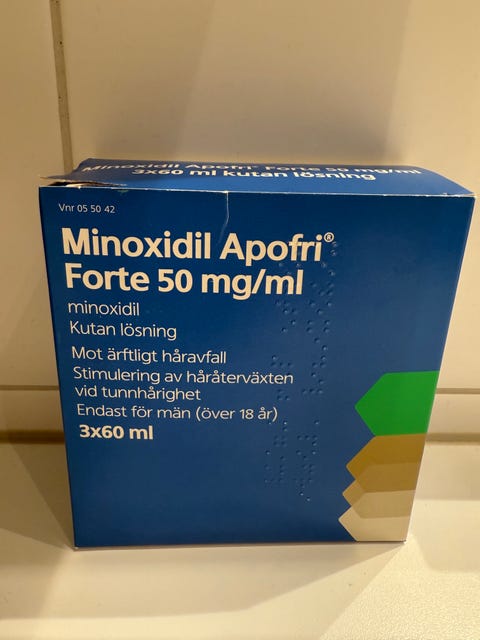 Minoxidil Apofri® Forte 50 mg/ml
3x60 ml kutan lösning
Vnr 05 50 42
Minoxidil Apofri®
Forte 50 mg/ml
minoxidil
Kutan lösning
Mot ärftligt håravfall
Stimulering av håråterväxten
vid tunnhårighet
Endast för män (över 18 år)
3x60 ml